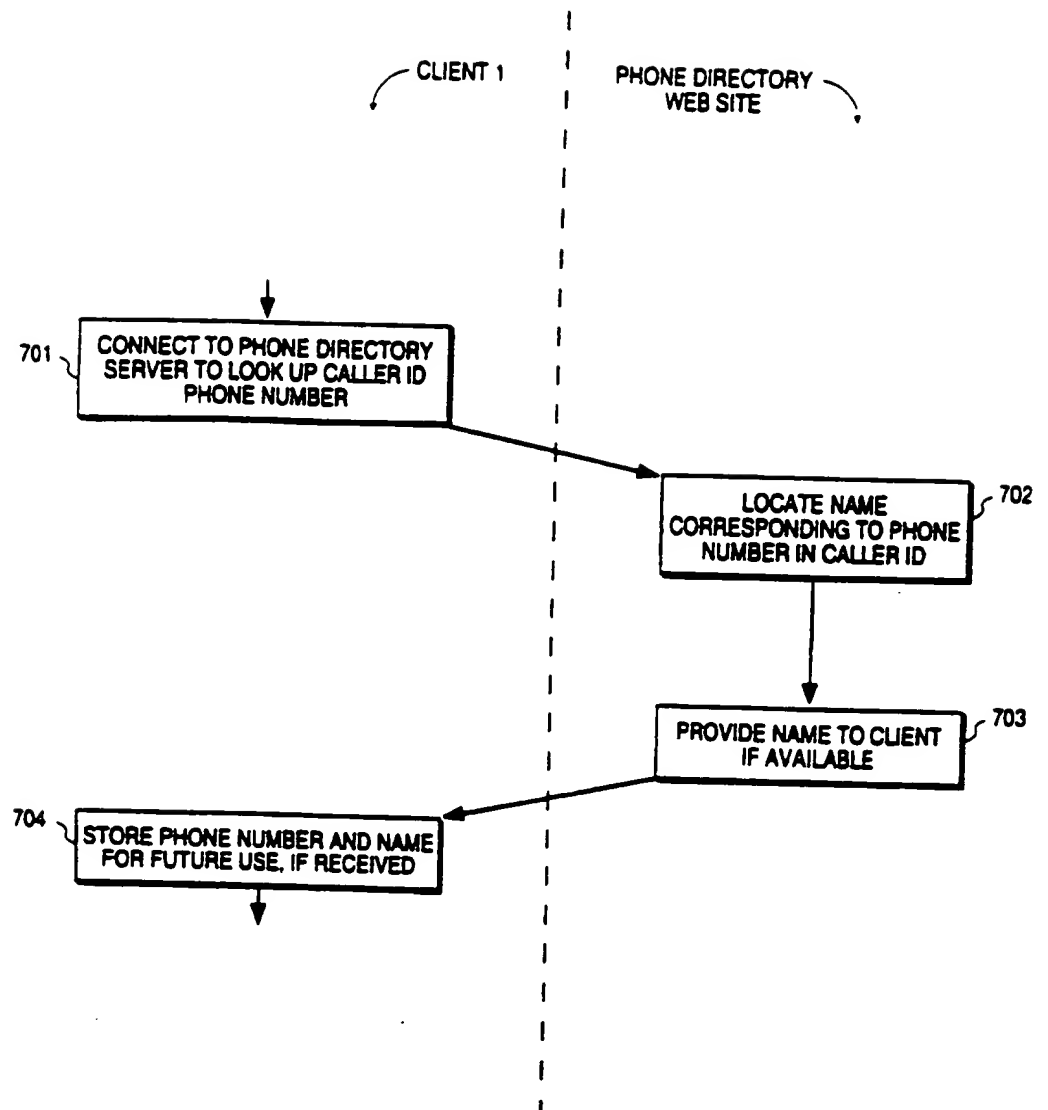 CLIENT 1
PHONE DIRECTORY
WEB SITE
701
CONNECT TO PHONE DIRECTORY
SERVER TO LOOK UP CALLER ID
PHONE NUMBER
702
LOCATE NAME
CORRESPONDING TO PHONE
NUMBER IN CALLER ID
703
PROVIDE NAME TO CLIENT
IF AVAILABLE
704
STORE PHONE NUMBER AND NAME
FOR FUTURE USE, IF RECEIVED